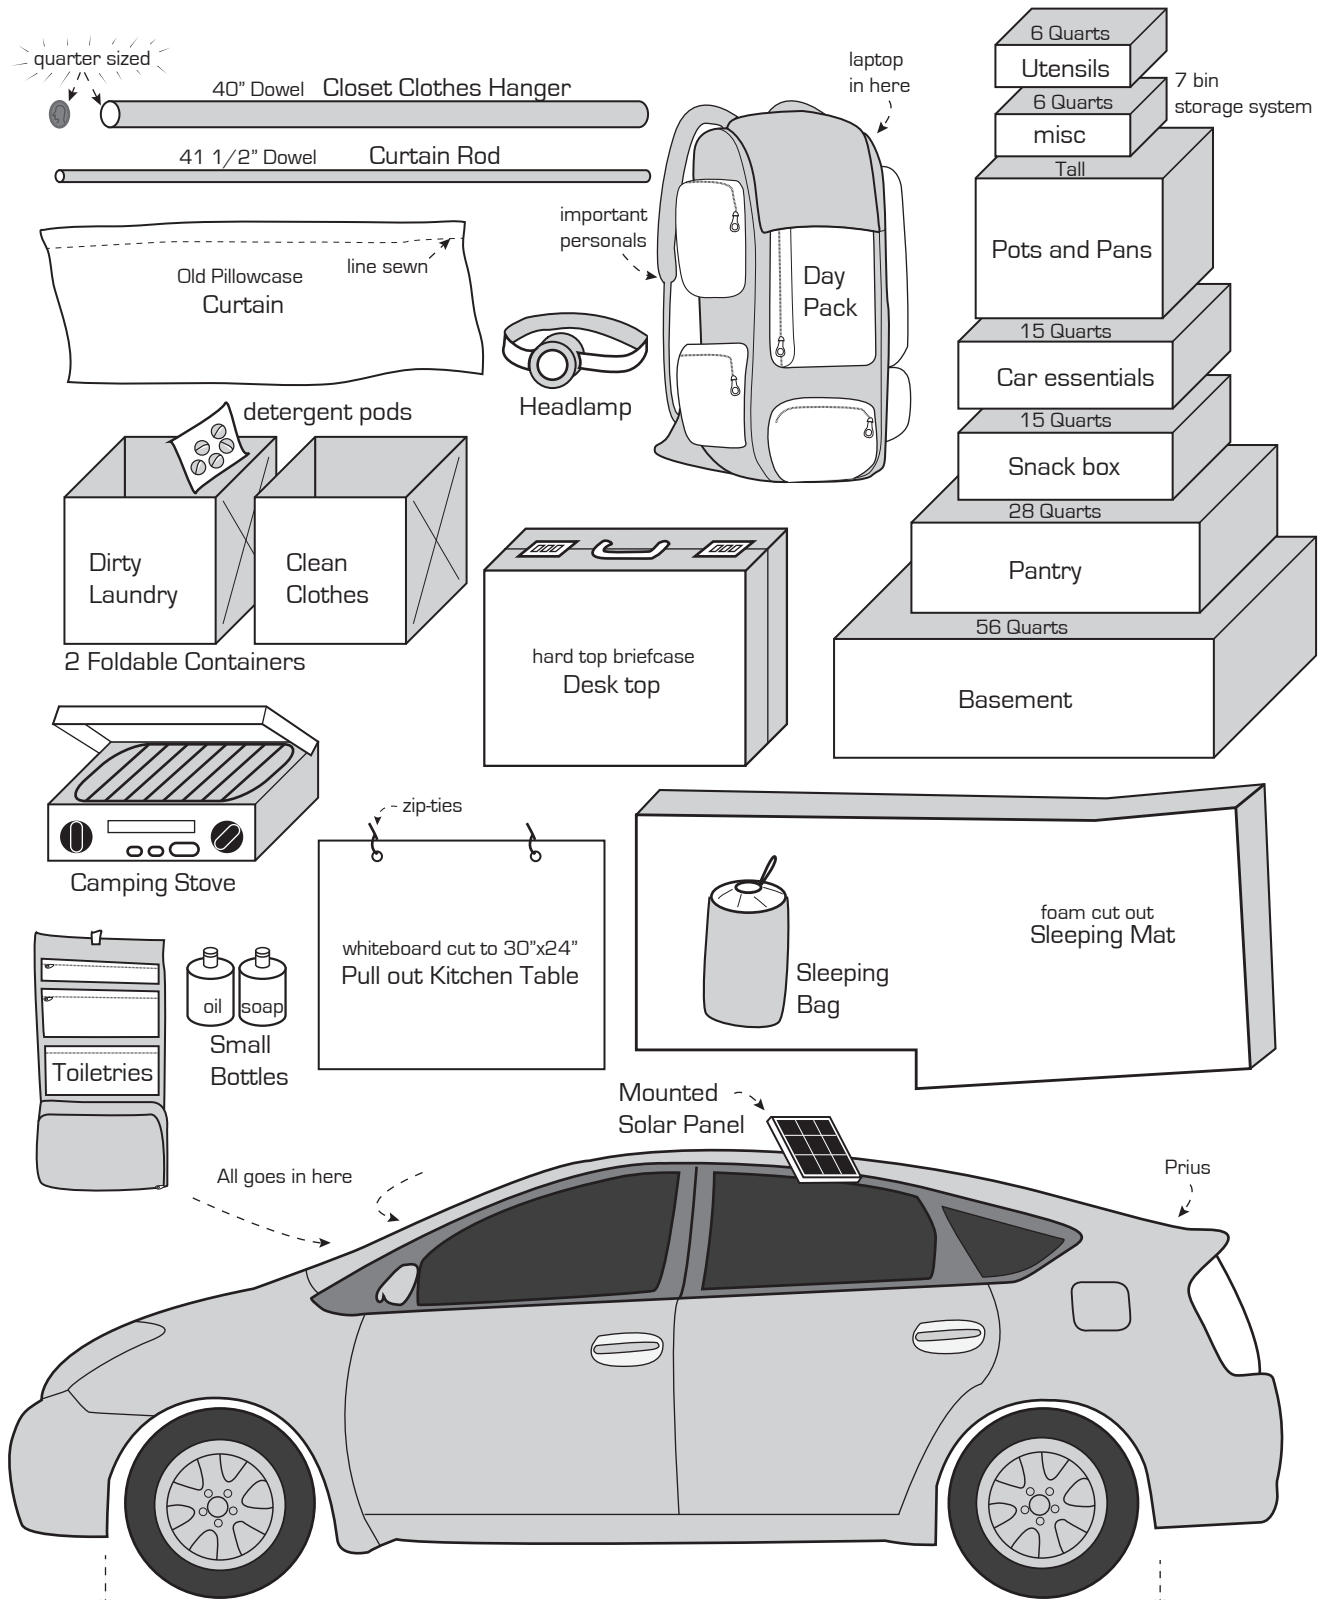 quarter sized
40” Dowel Closet Clothes Hanger
41 1/2” Dowel Curtain Rod
line sewn
Old Pillowcase
Curtain
important
personals
laptop
in here
Day
Pack
Headlamp
6 Quarts
Utensils
6 Quarts
misc
7 bin
storage system
Tall
Pots and Pans
15 Quarts
Car essentials
15 Quarts
Snack box
28 Quarts
Pantry
56 Quarts
Basement
detergent pods
Dirty
Laundry
Clean
Clothes
2 Foldable Containers
hard top briefcase
Desk top
Camping Stove
zip-ties
whiteboard cut to 30”x24”
Pull out Kitchen Table
foam cut out
Sleeping Mat
Sleeping
Bag
Toiletries
oil
soap
Small
Bottles
Mounted
Solar Panel
All goes in here
Prius